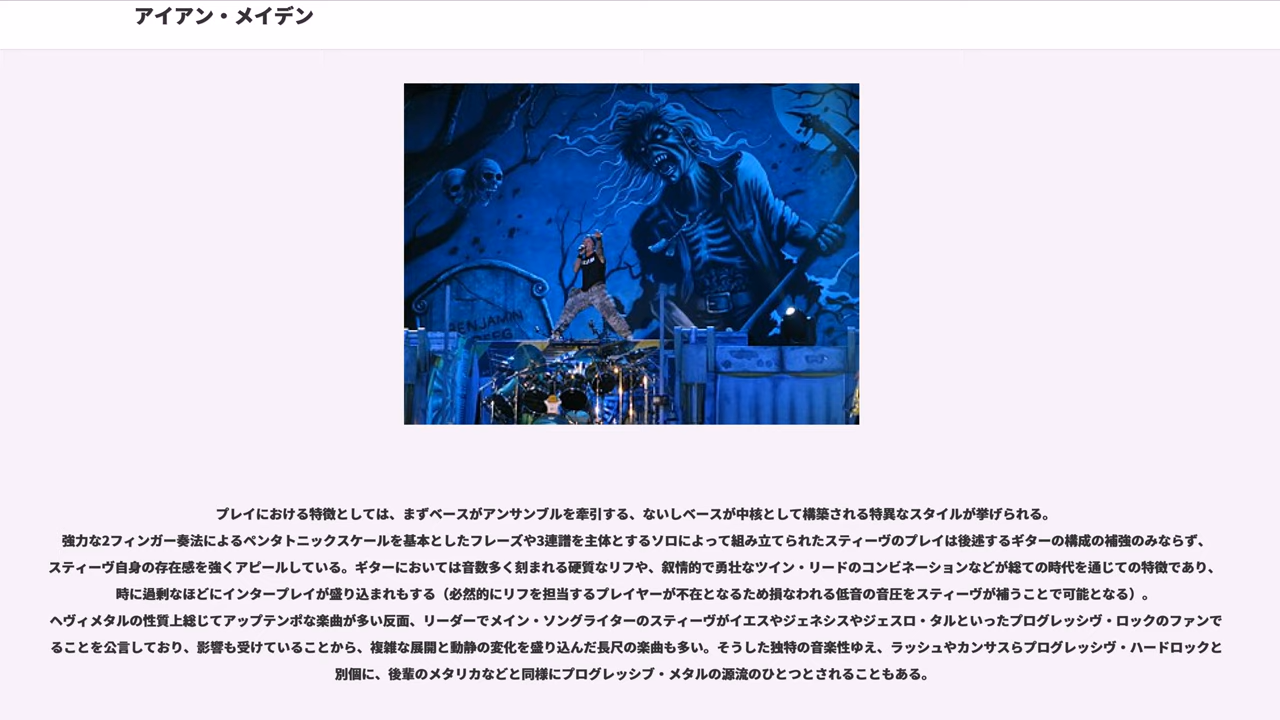 アイアン・メイデン
BENJAMIN
プレイにおける特徴としては、まずベースがアンサンブルを牽引する、ないしベースが中核として構築される特異なスタイルが挙げられる。
強力な2フィンガー奏法によるペンタトニックスケールを基本としたフレーズや3連譜を主体とするソロによって組み立てられたスティーヴのプレイは後述するギターの構成の補強のみならず、
スティーヴ自身の存在感を強くアピールしている。ギターにおいては音数多く刻まれる硬質なリフや、叙情的で勇壮なツイン・リードのコンビネーションなどが総ての時代を通じての特徴であり、
時に過剰なほどにインタープレイが盛り込まれもする（必然的にリフを担当するプレイヤーが不在となるため損なわれる低音の音圧をスティーヴが補うことで可能となる）。
ヘヴィメタルの性質上総じてアップテンポな楽曲が多い反面、リーダーでメイン・ソングライターのスティーヴがイエスやジェネシスやジェスロ・タルといったプログレッシヴ・ロックのファンで
ることを公言しており、影響も受けていることから、複雑な展開と動静の変化を盛り込んだ長尺の楽曲も多い。そうした独特の音楽性ゆえ、ラッシュやカンサスらプログレッシヴ・ハードロックと
別個に、後輩のメタリカなどと同様にプログレッシブ・メタルの源流のひとつとされることもある。